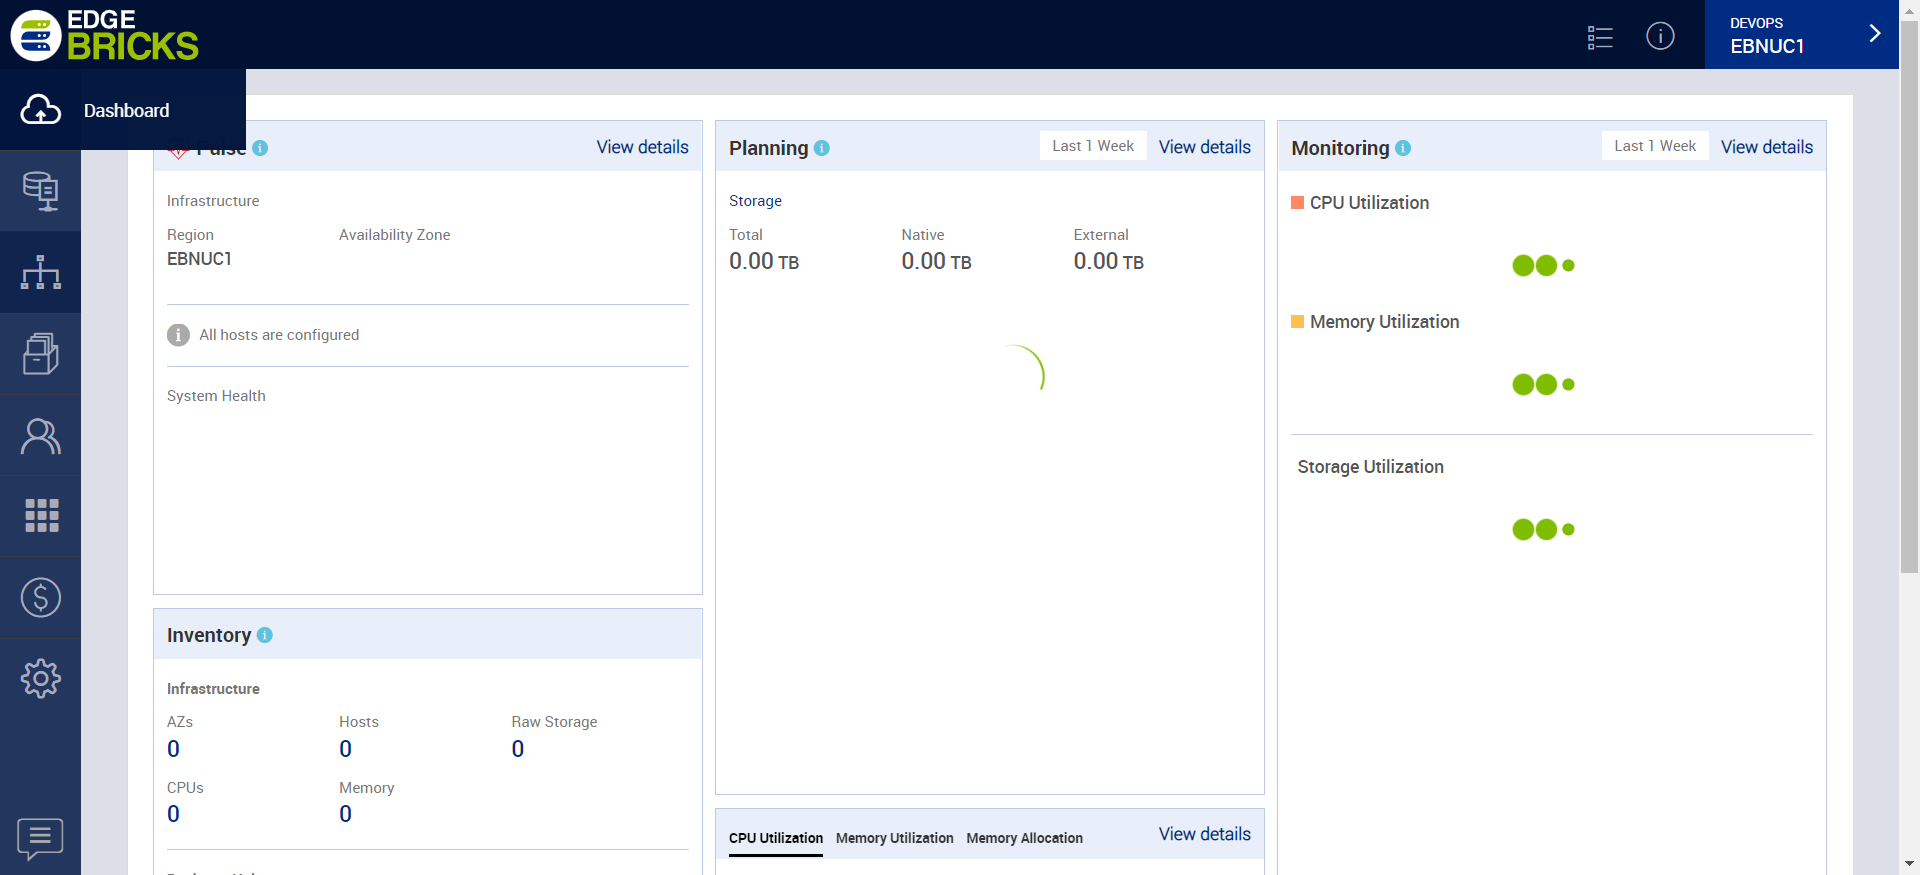 EDGE
BRICKS
DEVOPS
EBNUC1
Dashboard
Pulse
View details
Infrastructure
Region
Availability Zone
EBNUC1
All hosts are configured
System Health
Inventory
Infrastructure
AZs
Hosts
Raw Storage
0
0
0
CPUs
Memory
0
0
Planning
Last 1 Week
View details
Storage
Total
Native
External
0.00 TB
0.00 TB
0.00 TB
CPU Utilization
Memory Utilization
Memory Allocation
View details
Monitoring
Last 1 Week
View details
CPU Utilization
Memory Utilization
Storage Utilization